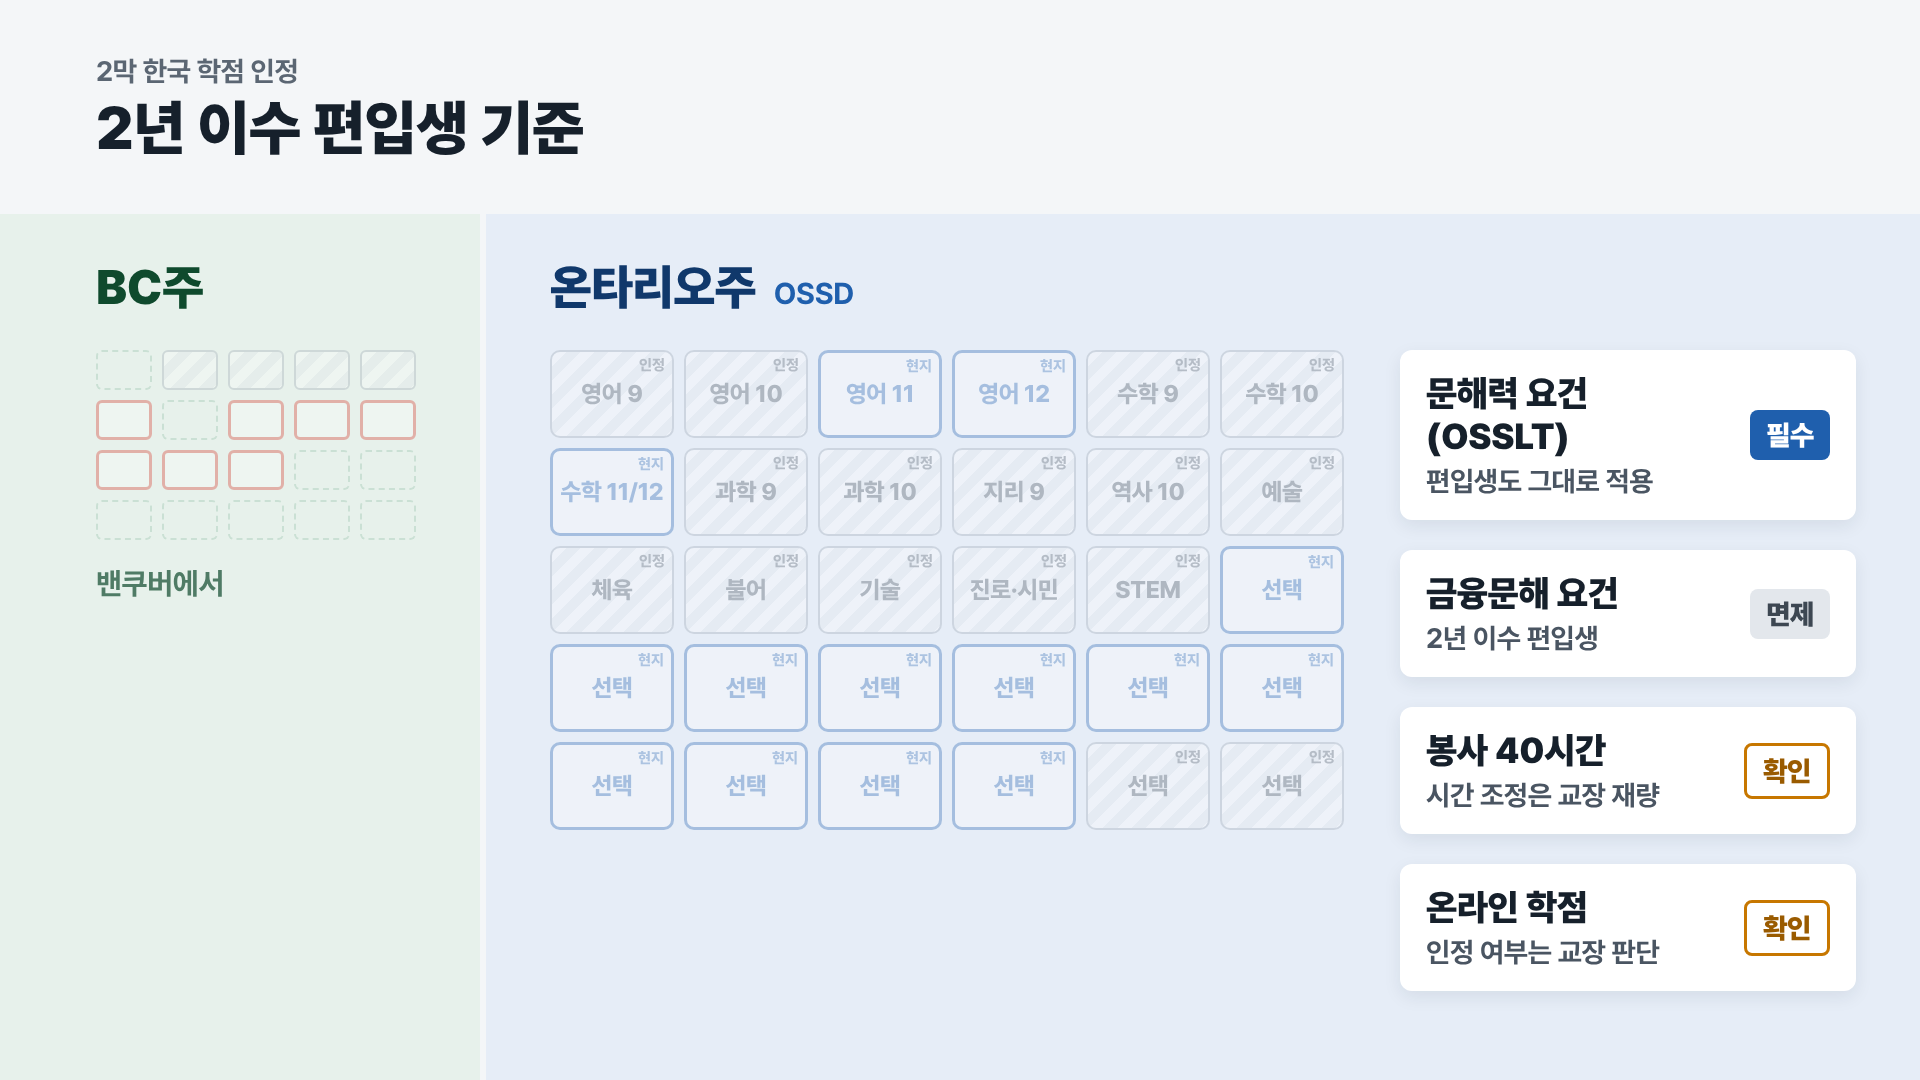 2막 한국 학점 인정
2년 이수 편입생 기준
BC주
밴쿠버에서
온타리오주 OSSD
인정 인정 현지 현지 인정 인정
영어 9 영어 10 영어 11 영어 12 수학 9 수학 10
현지 인정 인정 인정 인정 인정
수학 11/12 과학 9 과학 10 지리 9 역사 10 예술
인정 인정 인정 인정 인정 현지
체육 불어 기술 진로·시민 STEM 선택
현지 현지 현지 현지 현지 현지
선택 선택 선택 선택 선택 선택
현지 현지 현지 현지 인정 인정
선택 선택 선택 선택 선택 선택
문해력 요건
(OSSLT)
필수
편입생도 그대로 적용
금융문해 요건
면제
2년 이수 편입생
봉사 40시간
확인
시간 조정은 교장 재량
온라인 학점
확인
인정 여부는 교장 판단